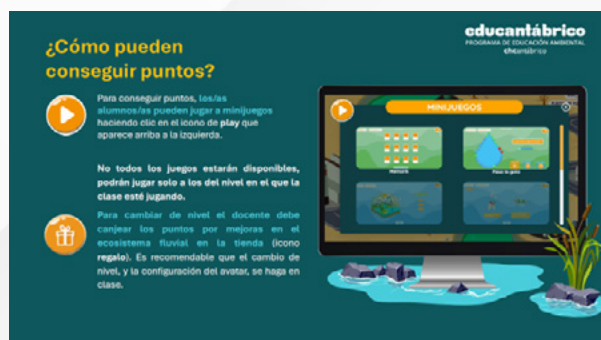 educantábrico
PROGRAMA DE EDUCACIÓN AMBIENTAL
chcantábrico
¿Cómo pueden
conseguir puntos?
Para conseguir puntos, los/as
alumnos/as pueden jugar a minijuegos
haciendo clic en el icono de play que
aparece arriba a la izquierda.
No todos los juegos estarán disponibles,
podrán jugar solo a los del nivel en el que la
clase esté jugando.
Para cambiar de nivel el docente debe
canjear los puntos por mejoras en el
ecosistema fluvial en la tienda (icono
regalo). Es recomendable que el cambio de
nivel, y la configuración del avatar, se haga en
clase.
MINIJUEGOS
Memoria